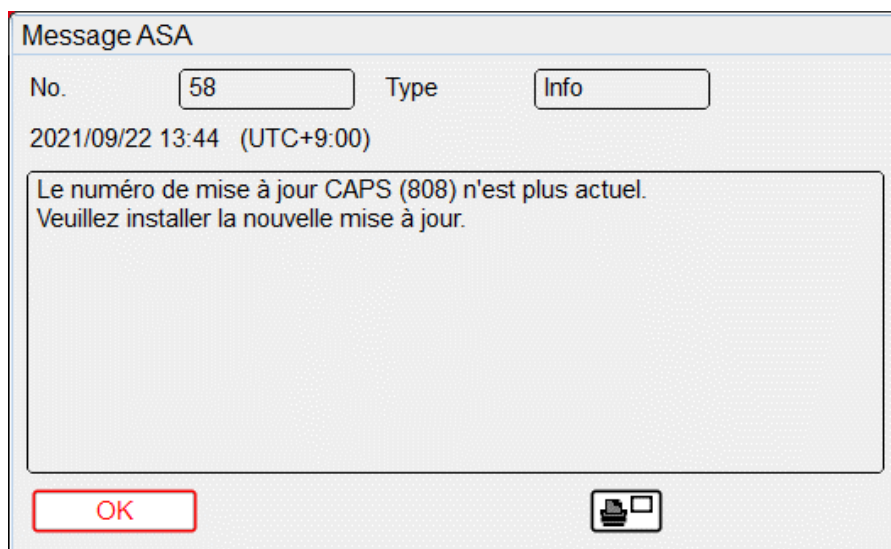 Message ASA
No. 58 Type Info
2021/09/22 13:44 (UTC+9:00)
Le numéro de mise à jour CAPS (808) n'est plus actuel.
Veuillez installer la nouvelle mise à jour.
OK